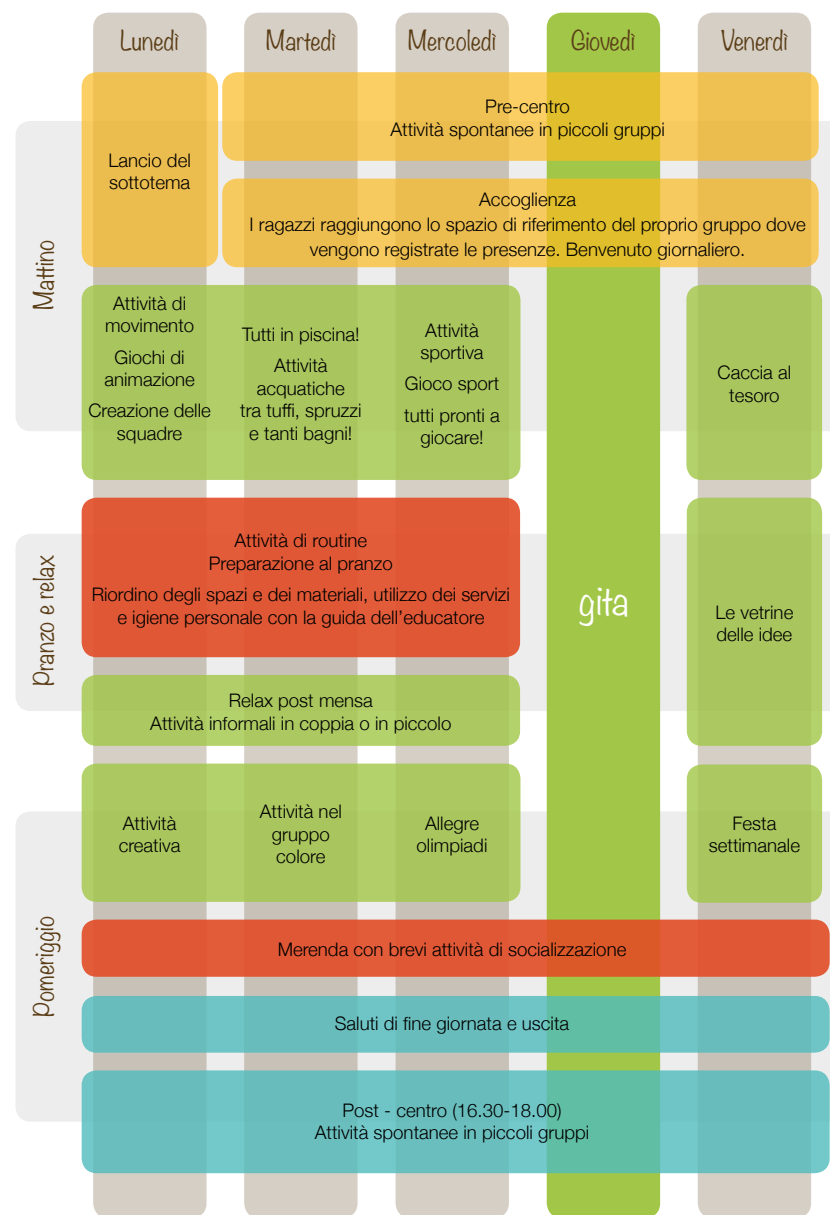 Lunedì
Martedì
Mercoledì
Giovedì
Venerdì
Mattino
Lancio del
sottotema
Pre-centro
Attività spontanee in piccoli gruppi
Accoglienza
I ragazzi raggiungono lo spazio di riferimento del proprio gruppo dove
vengono registrate le presenze. Benvenuto giornaliero.
Attività di
movimento
Giochi di
animazione
Creazione delle
squadre
Tutti in piscina!
Attività
acquatiche
tra tuffi, spruzzi
e tanti bagni!
Attività
sportiva
Gioco sport
tutti pronti a
giocare!
Caccia al
tesoro
Pranzo e relax
Attività di routine
Preparazione al pranzo
Riordino degli spazi e dei materiali, utilizzo dei servizi
e igiene personale con la guida dell'educatore
gita
Le vetrine
delle idee
Relax post mensa
Attività informali in coppia o in piccolo
Pomeriggio
Attività
creativa
Attività nel
gruppo
colore
Allegre
olimpiadi
Festa
settimanale
Merenda con brevi attività di socializzazione
Saluti di fine giornata e uscita
Post - centro (16.30-18.00)
Attività spontanee in piccoli gruppi